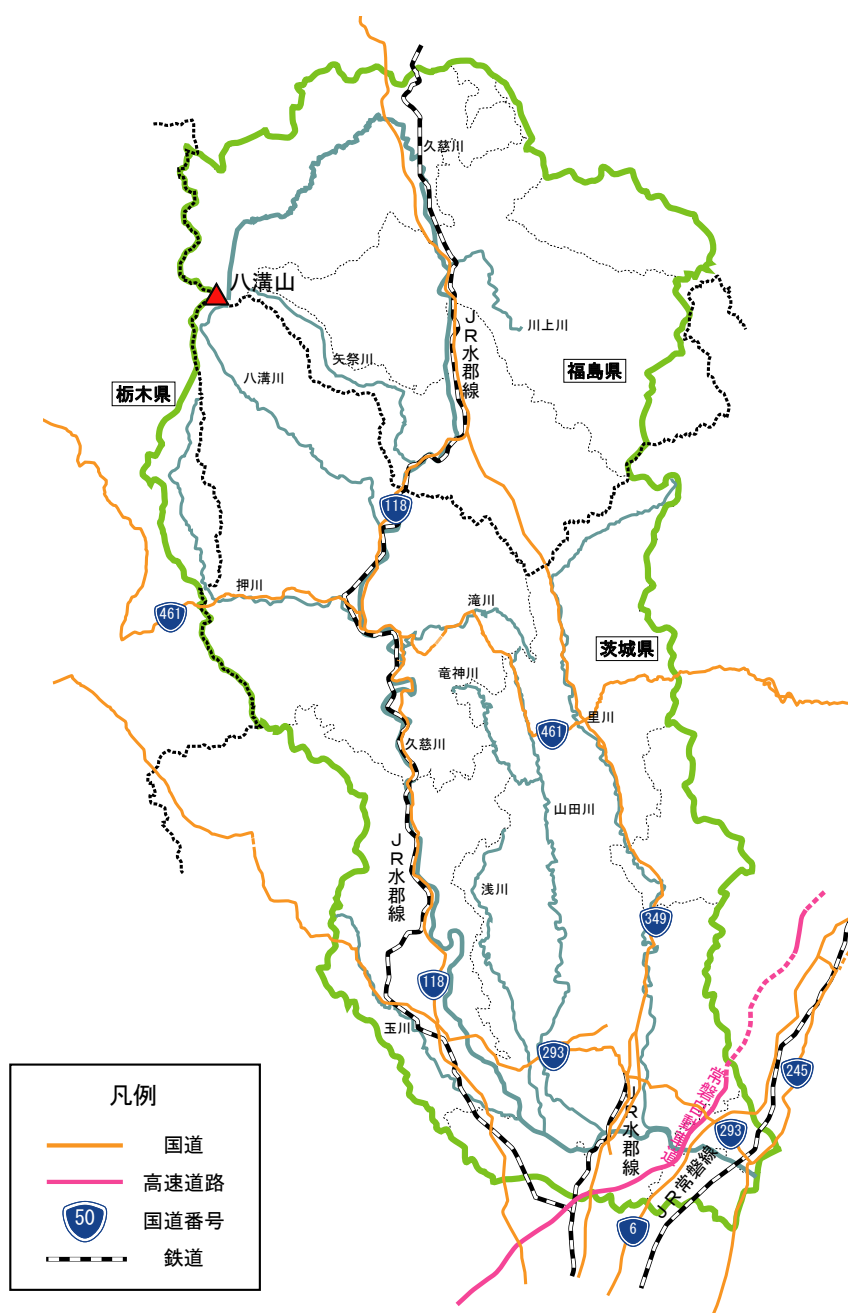 久慈川
八溝山
川上川
JR水郡線
矢祭川
八溝川
福島県
栃木県
118
滝川
押川
461
茨城県
竜神川
里川
461
久慈川
山田川
JR水郡線
浅川
349
118
玉川
293
245
常磐自動車道
JR水郡線
293
JR常磐線
6
凡例
国道
高速道路
50
国道番号
鉄道